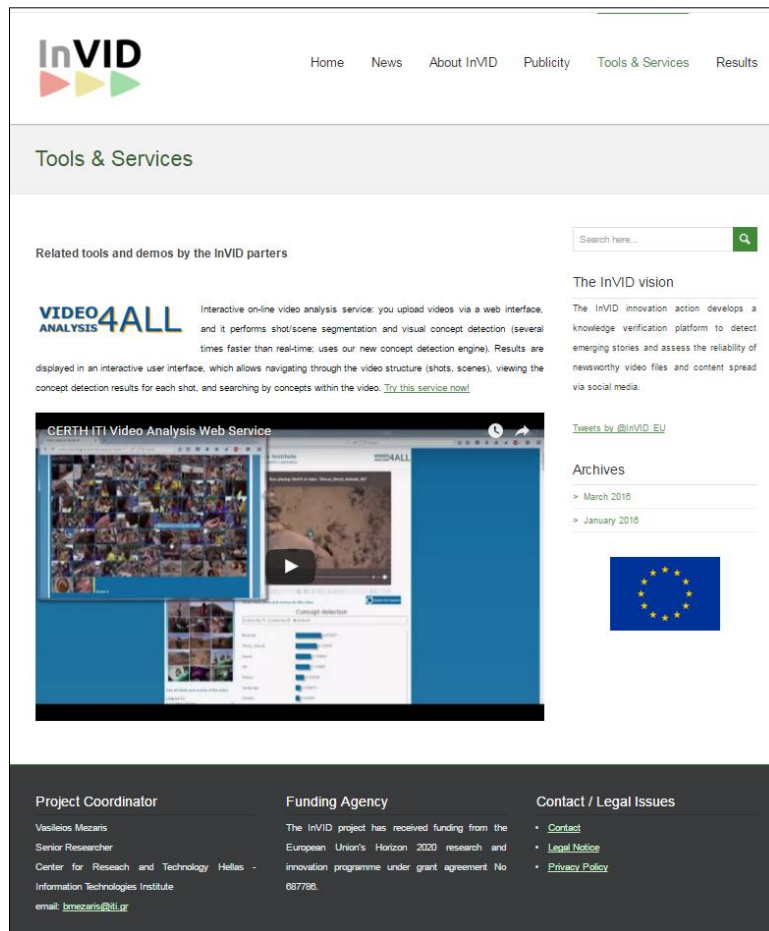 InVID
Home News About InVID Publicity Tools & Services Results
Tools & Services
Related tools and demos by the InVID parters
VIDEO ANALYSIS 4ALL
Interactive on-line video analysis service: you upload videos via a web interface,
and it performs shot/scene segmentation and visual concept detection (several
times faster than real-time; uses our new concept detection engine). Results are
displayed in an interactive user interface, which allows navigating through the video structure (shots, scenes), viewing the
concept detection results for each shot, and searching by concepts within the video. Try this service now!
CERTH ITI Video Analysis Web Service
4ALL
Concept detection
Search here...
The InVID vision
The InVID innovation action develops a
knowledge verification platform to detect
emerging stories and assess the reliability of
newsworthy video files and content spread
via social media.
Tweets by @InVID_EU
Archives
> March 2016
> January 2016
Project Coordinator
Vasileios Mezaris
Senior Researcher
Center for Reseach and Technology Hellas -
Information Technologies Institute
email: bmezaris@iti.gr
Funding Agency
The InVID project has received funding from the
European Union's Horizon 2020 research and
innovation programme under grant agreement No
687786.
Contact / Legal Issues
• Contact
• Legal Notice
• Privacy Policy